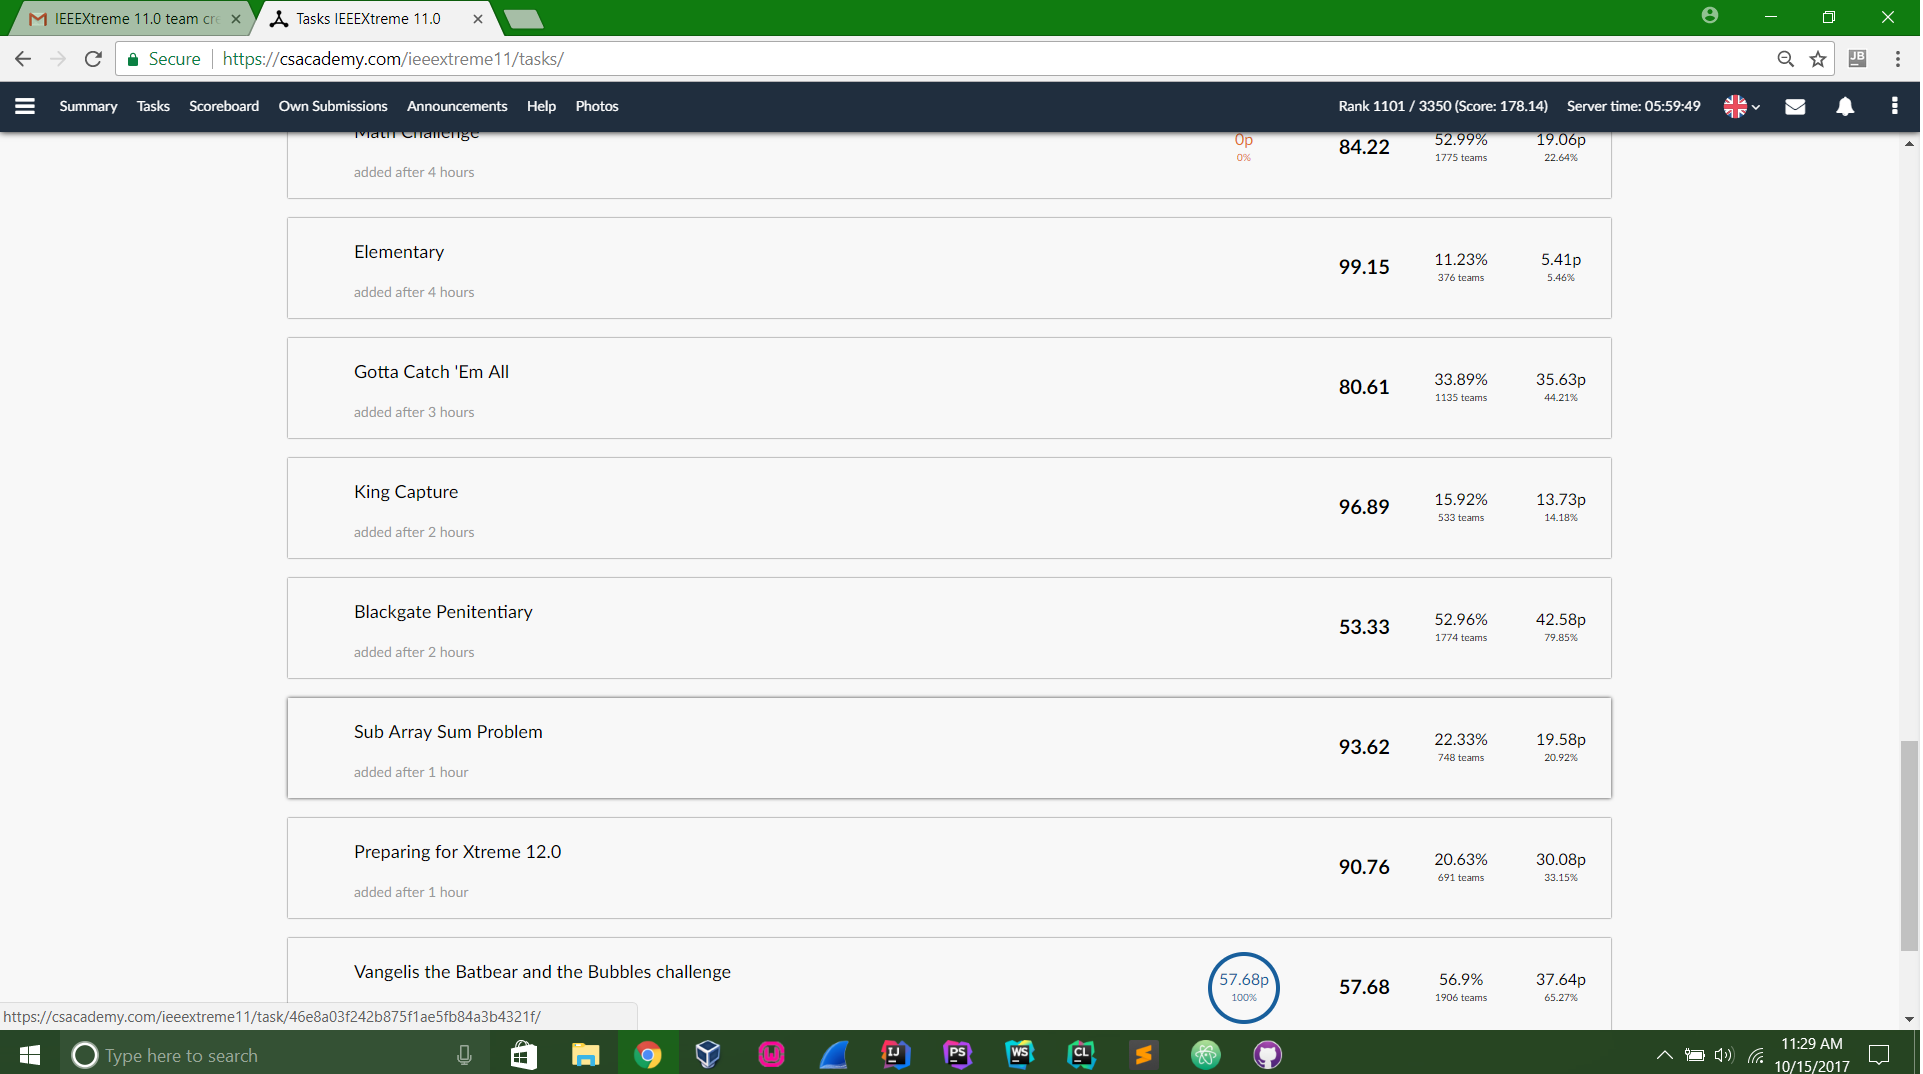 IEEEXtreme 11.0 team cre
Tasks IEEEXtreme 11.0
Secure
https://csacademy.com/ieeextreme11/tasks/
Summary Tasks Scoreboard Own Submissions Announcements Help Photos Rank 1101 / 3350 (Score: 178.14) Server time: 05:59:49
Math Challenge
added after 4 hours
0p
0%
84.22
52.99%
1775 teams
19.06p
22.64%
Elementary
added after 4 hours
99.15
11.23%
376 teams
5.41p
5.46%
Gotta Catch 'Em All
added after 3 hours
80.61
33.89%
1135 teams
35.63p
44.21%
King Capture
added after 2 hours
96.89
15.92%
533 teams
13.73p
14.18%
Blackgate Penitentiary
added after 2 hours
53.33
52.96%
1774 teams
42.58p
79.85%
Sub Array Sum Problem
added after 1 hour
93.62
22.33%
748 teams
19.58p
20.92%
Preparing for Xtreme 12.0
added after 1 hour
90.76
20.63%
691 teams
30.08p
33.15%
Vangelis the Batbear and the Bubbles challenge
57.68p
100%
57.68
56.9%
1906 teams
37.64p
65.27%
https://csacademy.com/ieeextreme11/task/46e8a03f242b875f1ae5fb84a3b4321f/
Type here to search
IJ
PS
WS
CL
11:29 AM
10/15/2017
JB